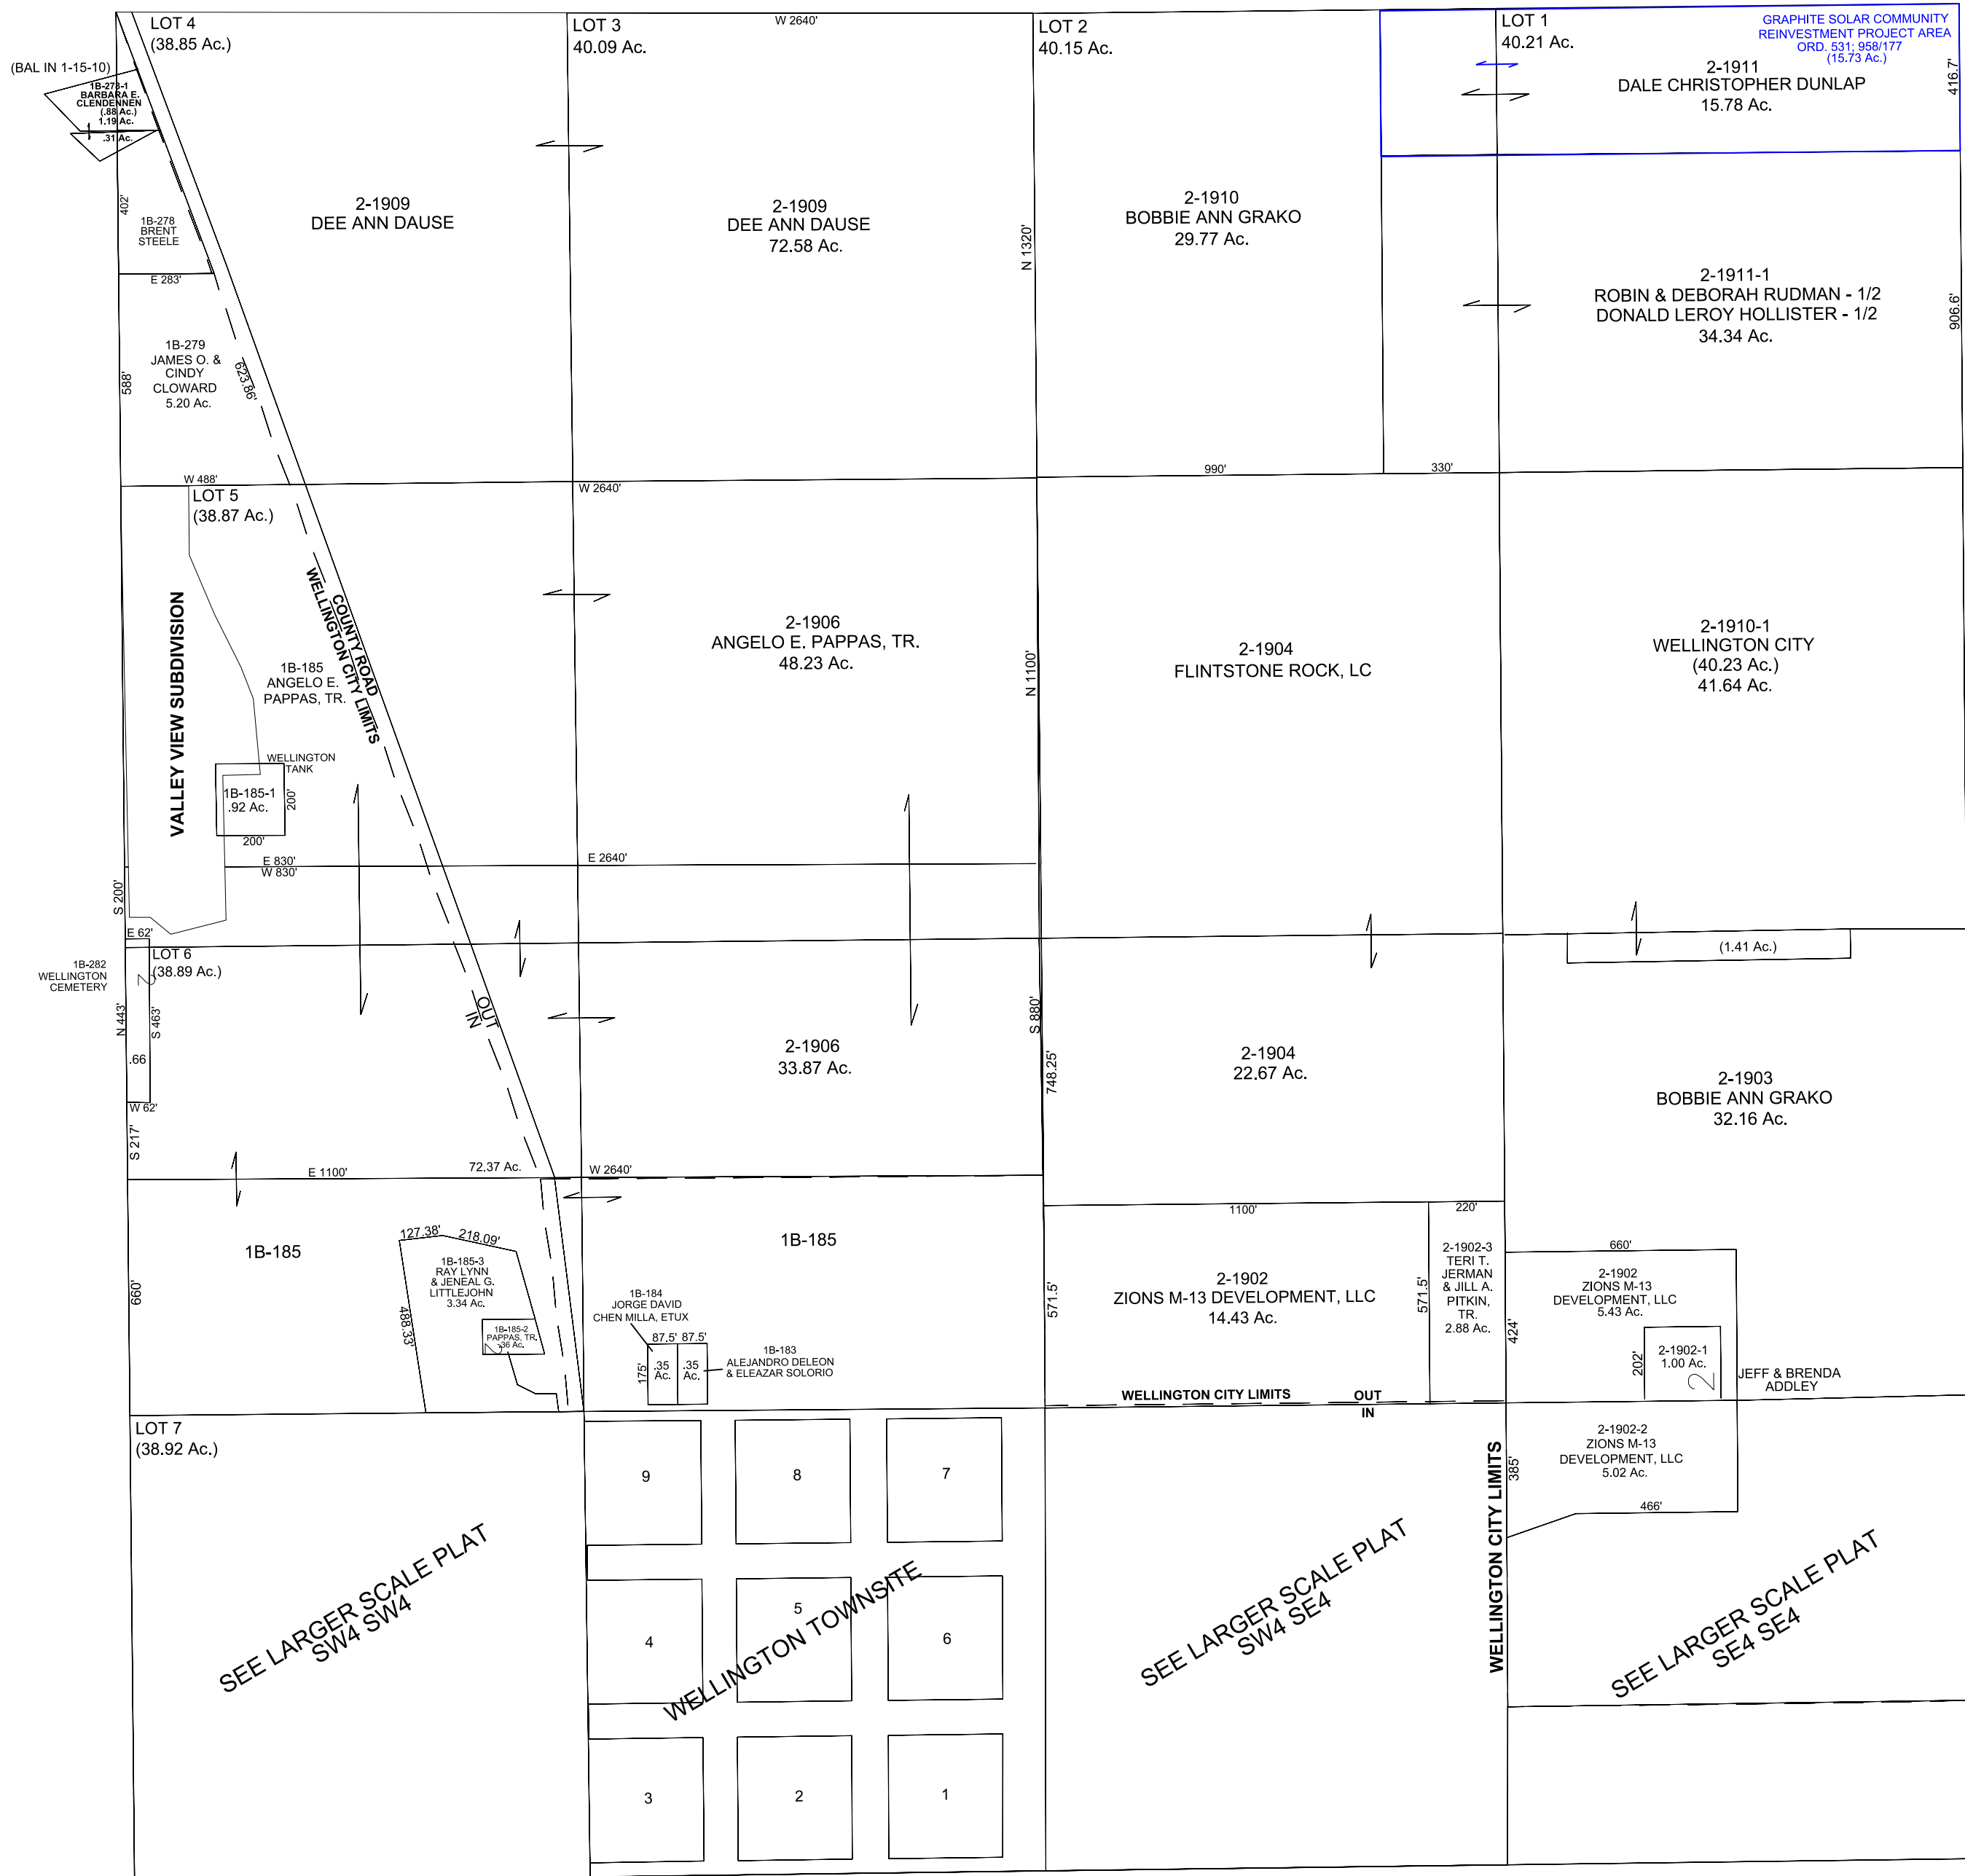 LOT 4
(38.85 Ac.)
LOT 3
40.09 Ac.
W 2640'
LOT 2
40.15 Ac.
LOT 1
40.21 Ac.
GRAPHITE SOLAR COMMUNITY
REINVESTMENT PROJECT AREA
ORD. 531; 958/177
(15.73 Ac.)
2-1911
DALE CHRISTOPHER DUNLAP
15.78 Ac.
416.7'
(BAL IN 1-15-10)
1B-278-1
BARBARA E.
CLENDENNEN
(.88 Ac.)
1.19 Ac.
.31 Ac.
402'
1B-278
BRENT
STEELE
E 283'
2-1909
DEE ANN DAUSE
2-1909
DEE ANN DAUSE
72.58 Ac.
N 1320'
2-1910
BOBBIE ANN GRAKO
29.77 Ac.
2-1911-1
ROBIN & DEBORAH RUDMAN - 1/2
DONALD LEROY HOLLISTER - 1/2
34.34 Ac.
906.6'
1B-279
JAMES O. &
CINDY
CLOWARD
5.20 Ac.
588'
623.86'
W 488'
W 2640'
990'
330'
LOT 5
(38.87 Ac.)
VALLEY VIEW SUBDIVISION
1B-185
ANGELO E.
PAPPAS, TR.
COUNTY ROAD
WELLINGTON CITY LIMITS
2-1906
ANGELO E. PAPPAS, TR.
48.23 Ac.
N 1100'
2-1904
FLINTSTONE ROCK, LC
2-1910-1
WELLINGTON CITY
(40.23 Ac.)
41.64 Ac.
WELLINGTON
TANK
1B-185-1
.92 Ac.
200'
200'
E 830'
W 830'
E 2640'
S 200'
E 62'
LOT 6
(38.89 Ac.)
1B-282
WELLINGTON
CEMETERY
2
N 443'
S 463'
.66
W 62'
S 217'
OUT
IN
(1.41 Ac.)
S 880'
748.25'
2-1906
33.87 Ac.
2-1904
22.67 Ac.
2-1903
BOBBIE ANN GRAKO
32.16 Ac.
E 1100'
72.37 Ac.
W 2640'
1B-185
660'
127.38'
218.09'
1B-185-3
RAY LYNN
& JENEAL G.
LITTLEJOHN
3.34 Ac.
488.33'
1B-185-2
PAPPAS, TR.
.36 Ac.
2
1B-185
1B-184
JORGE DAVID
CHEN MILLA, ETUX
87.5' 87.5'
175'
.35
Ac.
.35
Ac.
1B-183
ALEJANDRO DELEON
& ELEAZAR SOLORIO
1100'
220'
571.5'
2-1902
ZIONS M-13 DEVELOPMENT, LLC
14.43 Ac.
571.5'
2-1902-3
TERI T.
JERMAN
& JILL A.
PITKIN,
TR.
2.88 Ac.
660'
2-1902
ZIONS M-13
DEVELOPMENT, LLC
5.43 Ac.
424'
202'
2-1902-1
1.00 Ac.
2
JEFF & BRENDA
ADDLEY
WELLINGTON CITY LIMITS
OUT
IN
LOT 7
(38.92 Ac.)
9
8
7
4
5
6
3
2
1
WELLINGTON TOWNSITE
SEE LARGER SCALE PLAT
SW4 SW4
SEE LARGER SCALE PLAT
SW4 SE4
WELLINGTON CITY LIMITS
385'
2-1902-2
ZIONS M-13
DEVELOPMENT, LLC
5.02 Ac.
466'
SEE LARGER SCALE PLAT
SE4 SE4